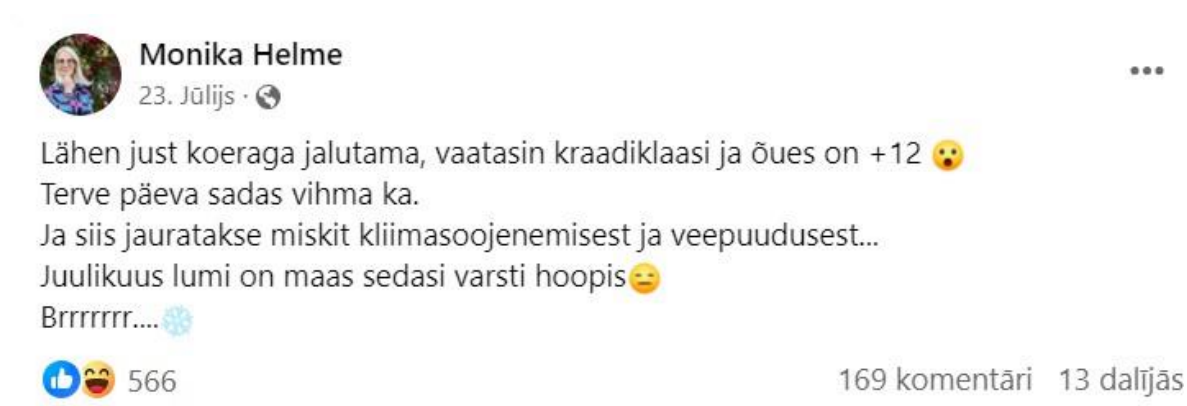 Monika Helme
23. Jūlijs ·
Lähen just koeraga jalutama, vaatasin kraadiklaasi ja õues on +12 😮
Terve päeva sadas vihma ka.
Ja siis jauratakse miskit kliimasoojenemisest ja veepuudusest...
Juulikuus lumi on maas sedasi varsti hoopis😑
Brrrrrrr....❄️
566
169 komentāri 13 dalījās